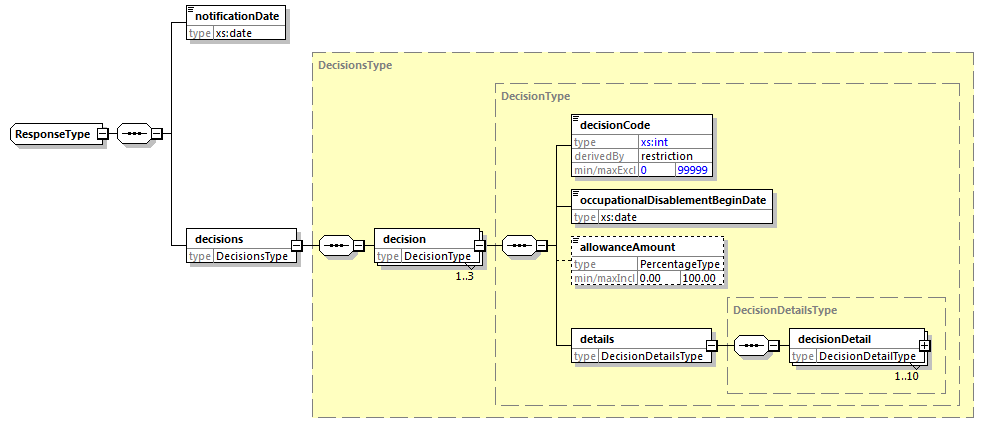 notificationDate
type xs:date
DecisionsType
DecisionType
decisionCode
type xs:int
derivedBy restriction
min/maxExcl 0 99999
ResponseType
occupationalDisablementBeginDate
type xs:date
decisions
type DecisionsType
decision
type DecisionType
1..3
allowanceAmount
type PercentageType
min/maxIncl 0.00 100.00
DecisionDetailsType
details
type DecisionDetailsType
decisionDetail
type DecisionDetailType
1..10